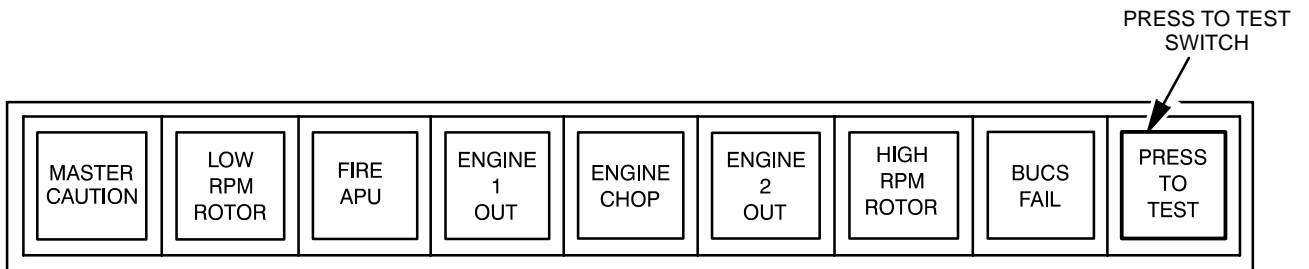 PRESS TO TEST
SWITCH
MASTER
CAUTION
LOW
RPM
ROTOR
FIRE
APU
ENGINE
1
OUT
ENGINE
CHOP
ENGINE
2
OUT
HIGH
RPM
ROTOR
BUCS
FAIL
PRESS
TO
TEST